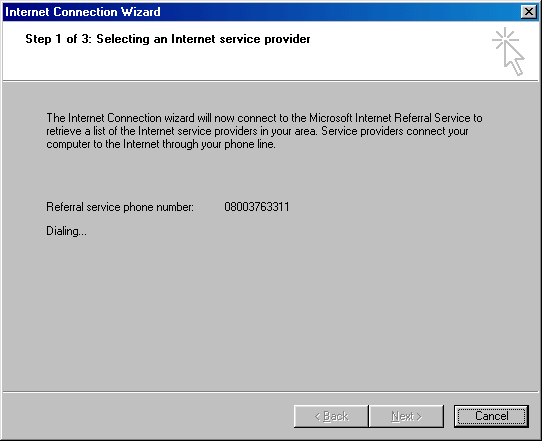 Internet Connection Wizard
Step 1 of 3: Selecting an Internet service provider
The Internet Connection wizard will now connect to the Microsoft Internet Referral Service to
retrieve a list of the Internet service providers in your area. Service providers connect your
computer to the Internet through your phone line.
Referral service phone number: 08003763311
Dialing...
< Back Next > Cancel